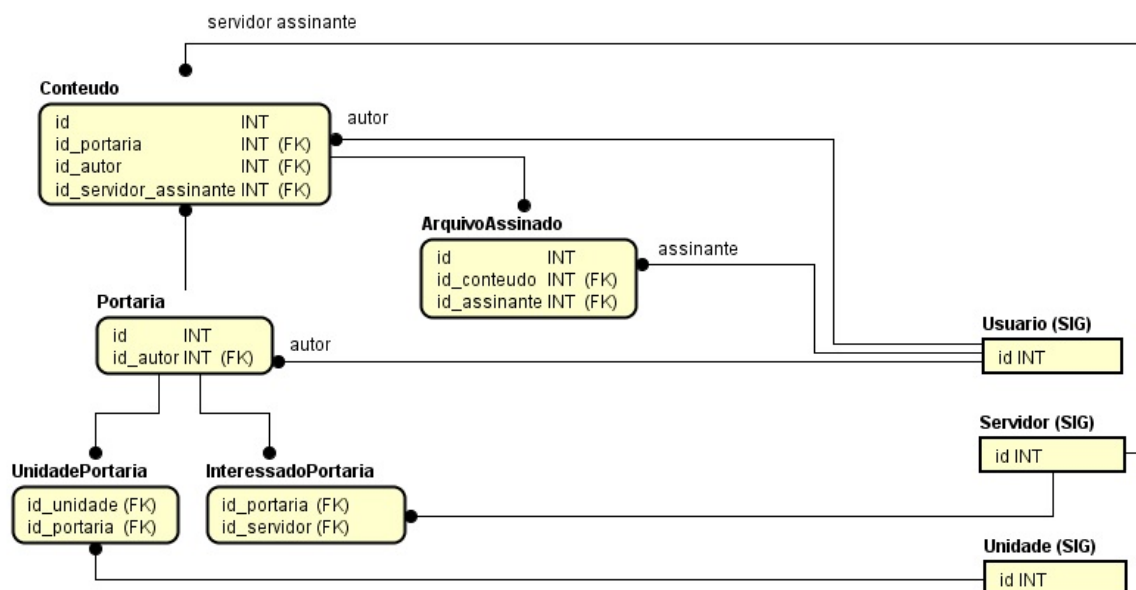 servidor assinante
Conteudo
id INT
id_portaria INT (FK)
id_autor INT (FK)
id_servidor_assinante INT (FK)
autor
ArquivoAssinado
id INT
id_conteudo INT (FK)
id_assinante INT (FK)
assinante
Portaria
id INT
id_autor INT (FK)
autor
Usuario (SIG)
id INT
Servidor (SIG)
id INT
UnidadePortaria
id_unidade (FK)
id_portaria (FK)
InteressadoPortaria
id_portaria (FK)
id_servidor (FK)
Unidade (SIG)
id INT